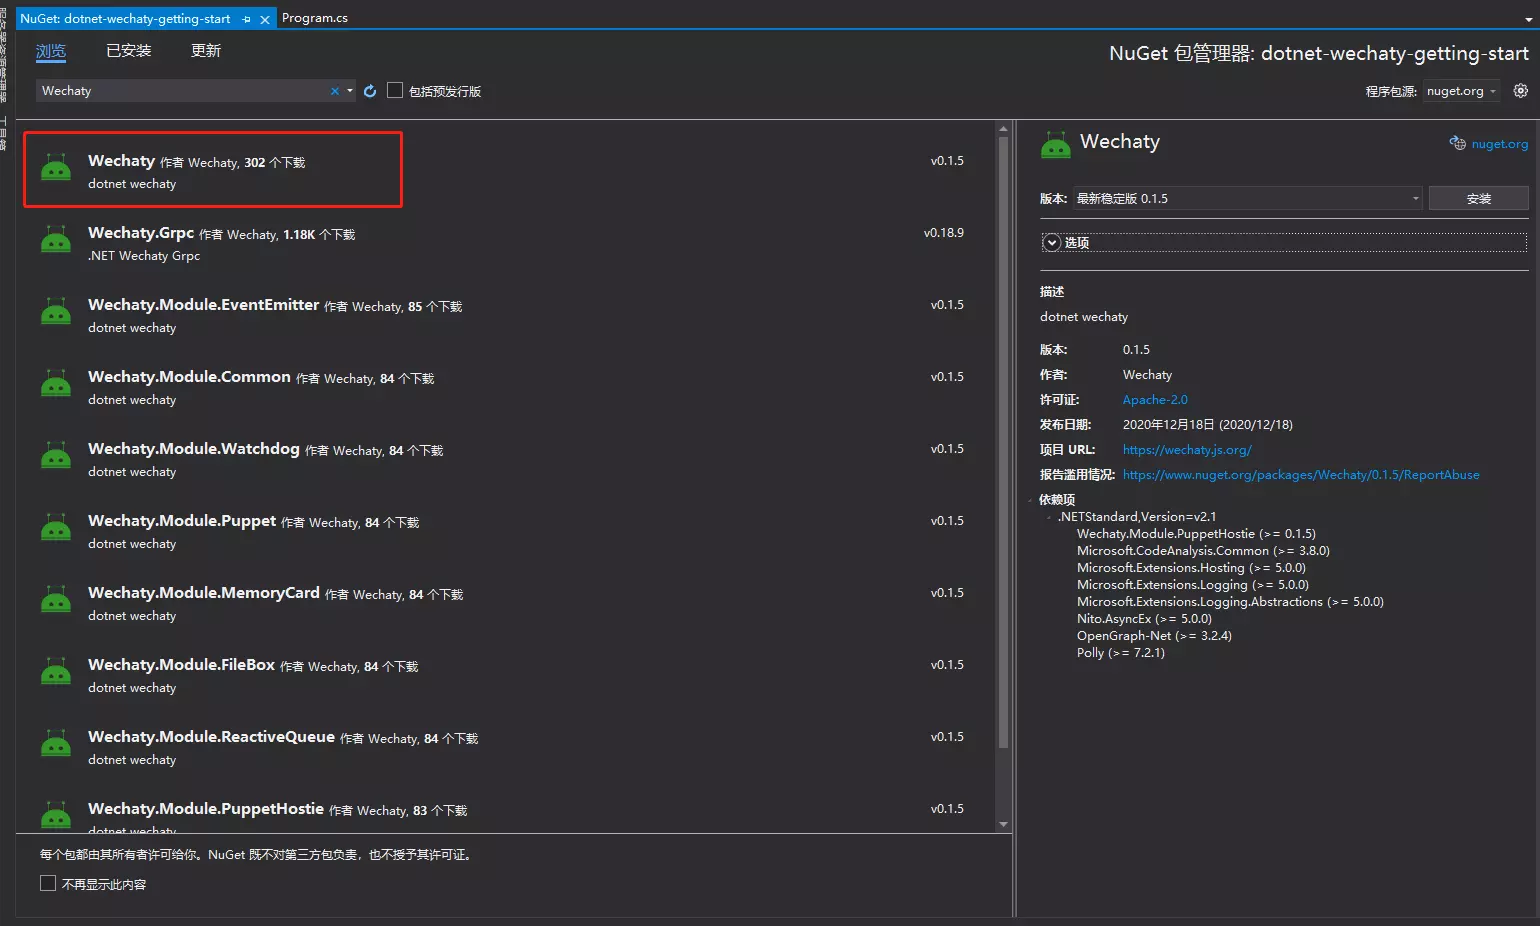 NuGet: dotnet-wechaty-getting-start
Program.cs
浏览 已安装 更新
NuGet 包管理器: dotnet-wechaty-getting-start
Wechaty
包括预发行版
程序包源: nuget.org
Wechaty 作者 Wechaty, 302 个下载 v0.1.5
dotnet wechaty
Wechaty.Grpc 作者 Wechaty, 1.18K 个下载 v0.18.9
.NET Wechaty Grpc
Wechaty.Module.EventEmitter 作者 Wechaty, 85 个下载 v0.1.5
dotnet wechaty
Wechaty.Module.Common 作者 Wechaty, 84 个下载 v0.1.5
dotnet wechaty
Wechaty.Module.Watchdog 作者 Wechaty, 84 个下载 v0.1.5
dotnet wechaty
Wechaty.Module.Puppet 作者 Wechaty, 84 个下载 v0.1.5
dotnet wechaty
Wechaty.Module.MemoryCard 作者 Wechaty, 84 个下载 v0.1.5
dotnet wechaty
Wechaty.Module.FileBox 作者 Wechaty, 84 个下载 v0.1.5
dotnet wechaty
Wechaty.Module.ReactiveQueue 作者 Wechaty, 84 个下载 v0.1.5
dotnet wechaty
Wechaty.Module.PuppetHostie 作者 Wechaty, 83 个下载 v0.1.5
dotnet wechaty
每个包都由其所有者许可给你。NuGet 既不对第三方包负责，也不授予其许可证。
不再显示此内容
Wechaty
nuget.org
版本: 最新稳定版 0.1.5 安装
选项
描述
dotnet wechaty
版本: 0.1.5
作者: Wechaty
许可证: Apache-2.0
发布日期: 2020年12月18日 (2020/12/18)
项目 URL: https://wechaty.js.org/
报告滥用情况: https://www.nuget.org/packages/Wechaty/0.1.5/ReportAbuse
依赖项
.NETStandard,Version=v2.1
Wechaty.Module.PuppetHostie (>= 0.1.5)
Microsoft.CodeAnalysis.Common (>= 3.8.0)
Microsoft.Extensions.Hosting (>= 5.0.0)
Microsoft.Extensions.Logging (>= 5.0.0)
Microsoft.Extensions.Logging.Abstractions (>= 5.0.0)
Nito.AsyncEx (>= 5.0.0)
OpenGraph-Net (>= 3.2.4)
Polly (>= 7.2.1)